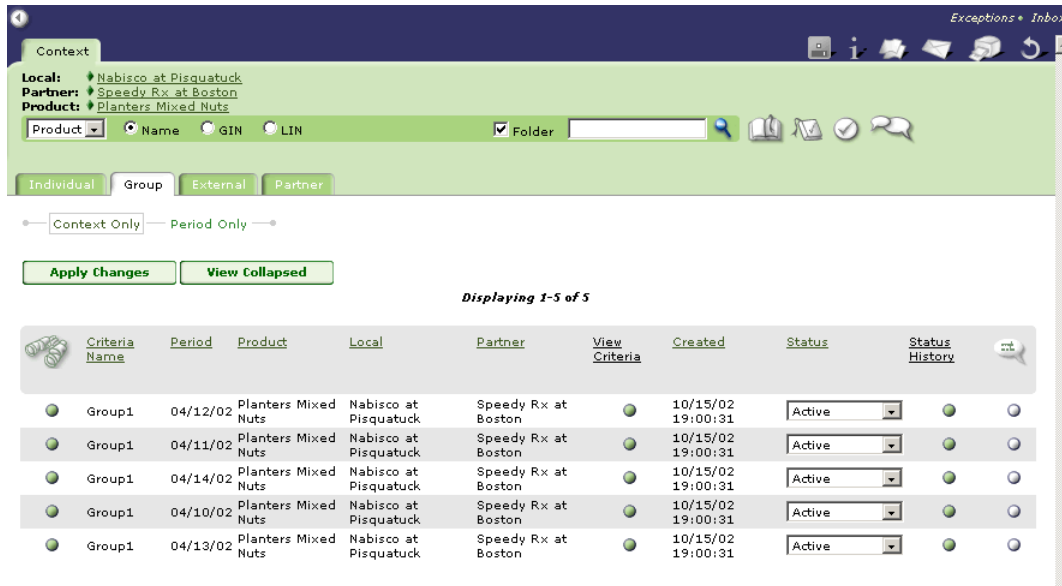 Exceptions • Inbox
Context
Local: Nabisco at Pisquatuck
Partner: Speedy Rx at Boston
Product: Planters Mixed Nuts
Product Name GIN LIN Folder
Individual Group External Partner
Context Only Period Only
Apply Changes View Collapsed
Displaying 1-5 of 5
Criteria Name Period Product Local Partner View Criteria Created Status Status History
Group1 04/12/02 Planters Mixed Nuts Nabisco at Pisquatuck Speedy Rx at Boston 10/15/02 19:00:31 Active
Group1 04/11/02 Planters Mixed Nuts Nabisco at Pisquatuck Speedy Rx at Boston 10/15/02 19:00:31 Active
Group1 04/14/02 Planters Mixed Nuts Nabisco at Pisquatuck Speedy Rx at Boston 10/15/02 19:00:31 Active
Group1 04/10/02 Planters Mixed Nuts Nabisco at Pisquatuck Speedy Rx at Boston 10/15/02 19:00:31 Active
Group1 04/13/02 Planters Mixed Nuts Nabisco at Pisquatuck Speedy Rx at Boston 10/15/02 19:00:31 Active